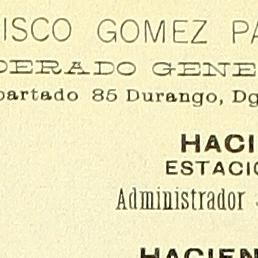 ISCO GOMEZ PA
DERADO GENE
partado 85 Durango, Dg
HACI
ESTACIO
Administrador
HACIEN